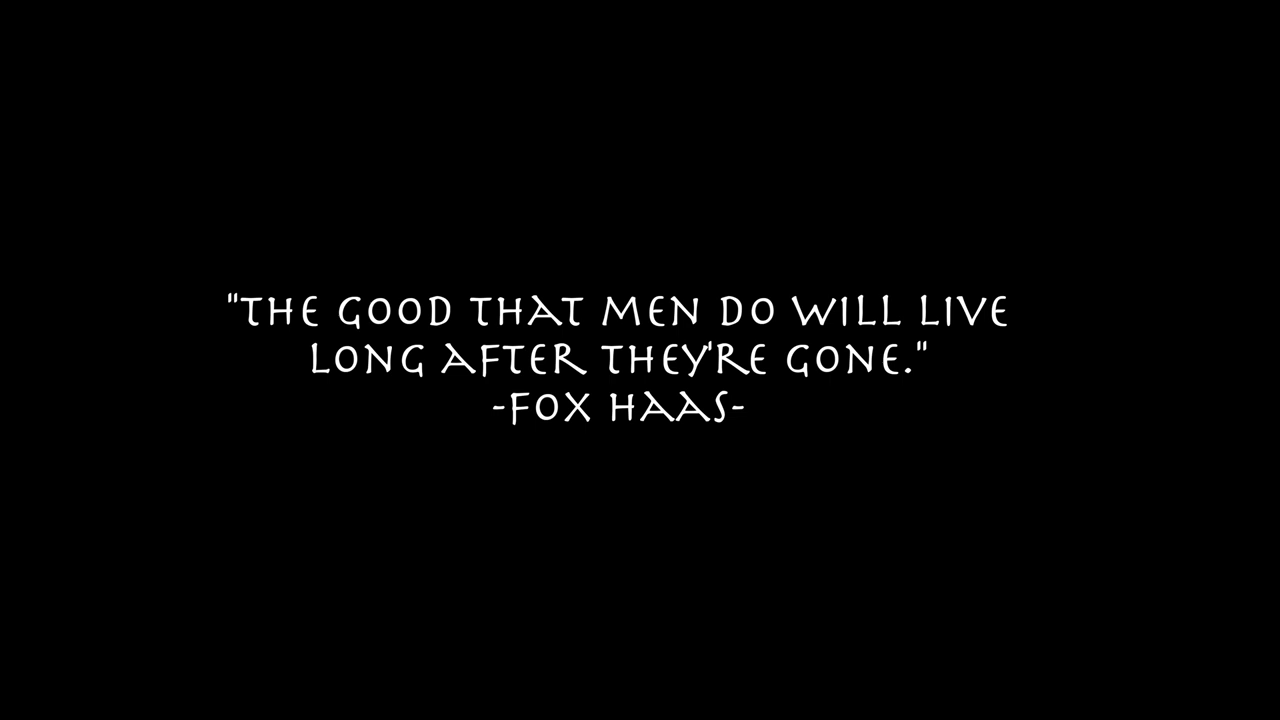 "THE GOOD THAT MEN DO WILL LIVE
LONG AFTER THEY'RE GONE."
-FOX HAAS-